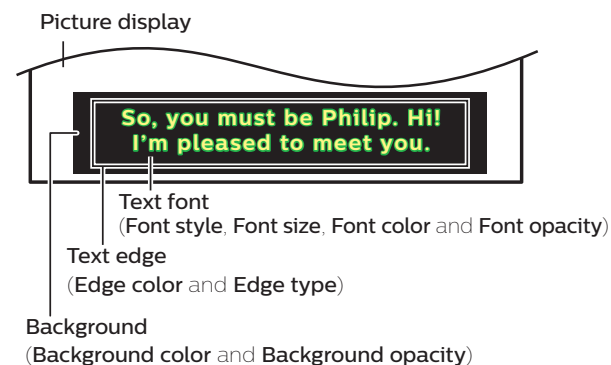 Picture display
So, you must be Philip. Hi!
I’m pleased to meet you.
Text font
(Font style, Font size, Font color and Font opacity)
Text edge
(Edge color and Edge type)
Background
(Background color and Background opacity)